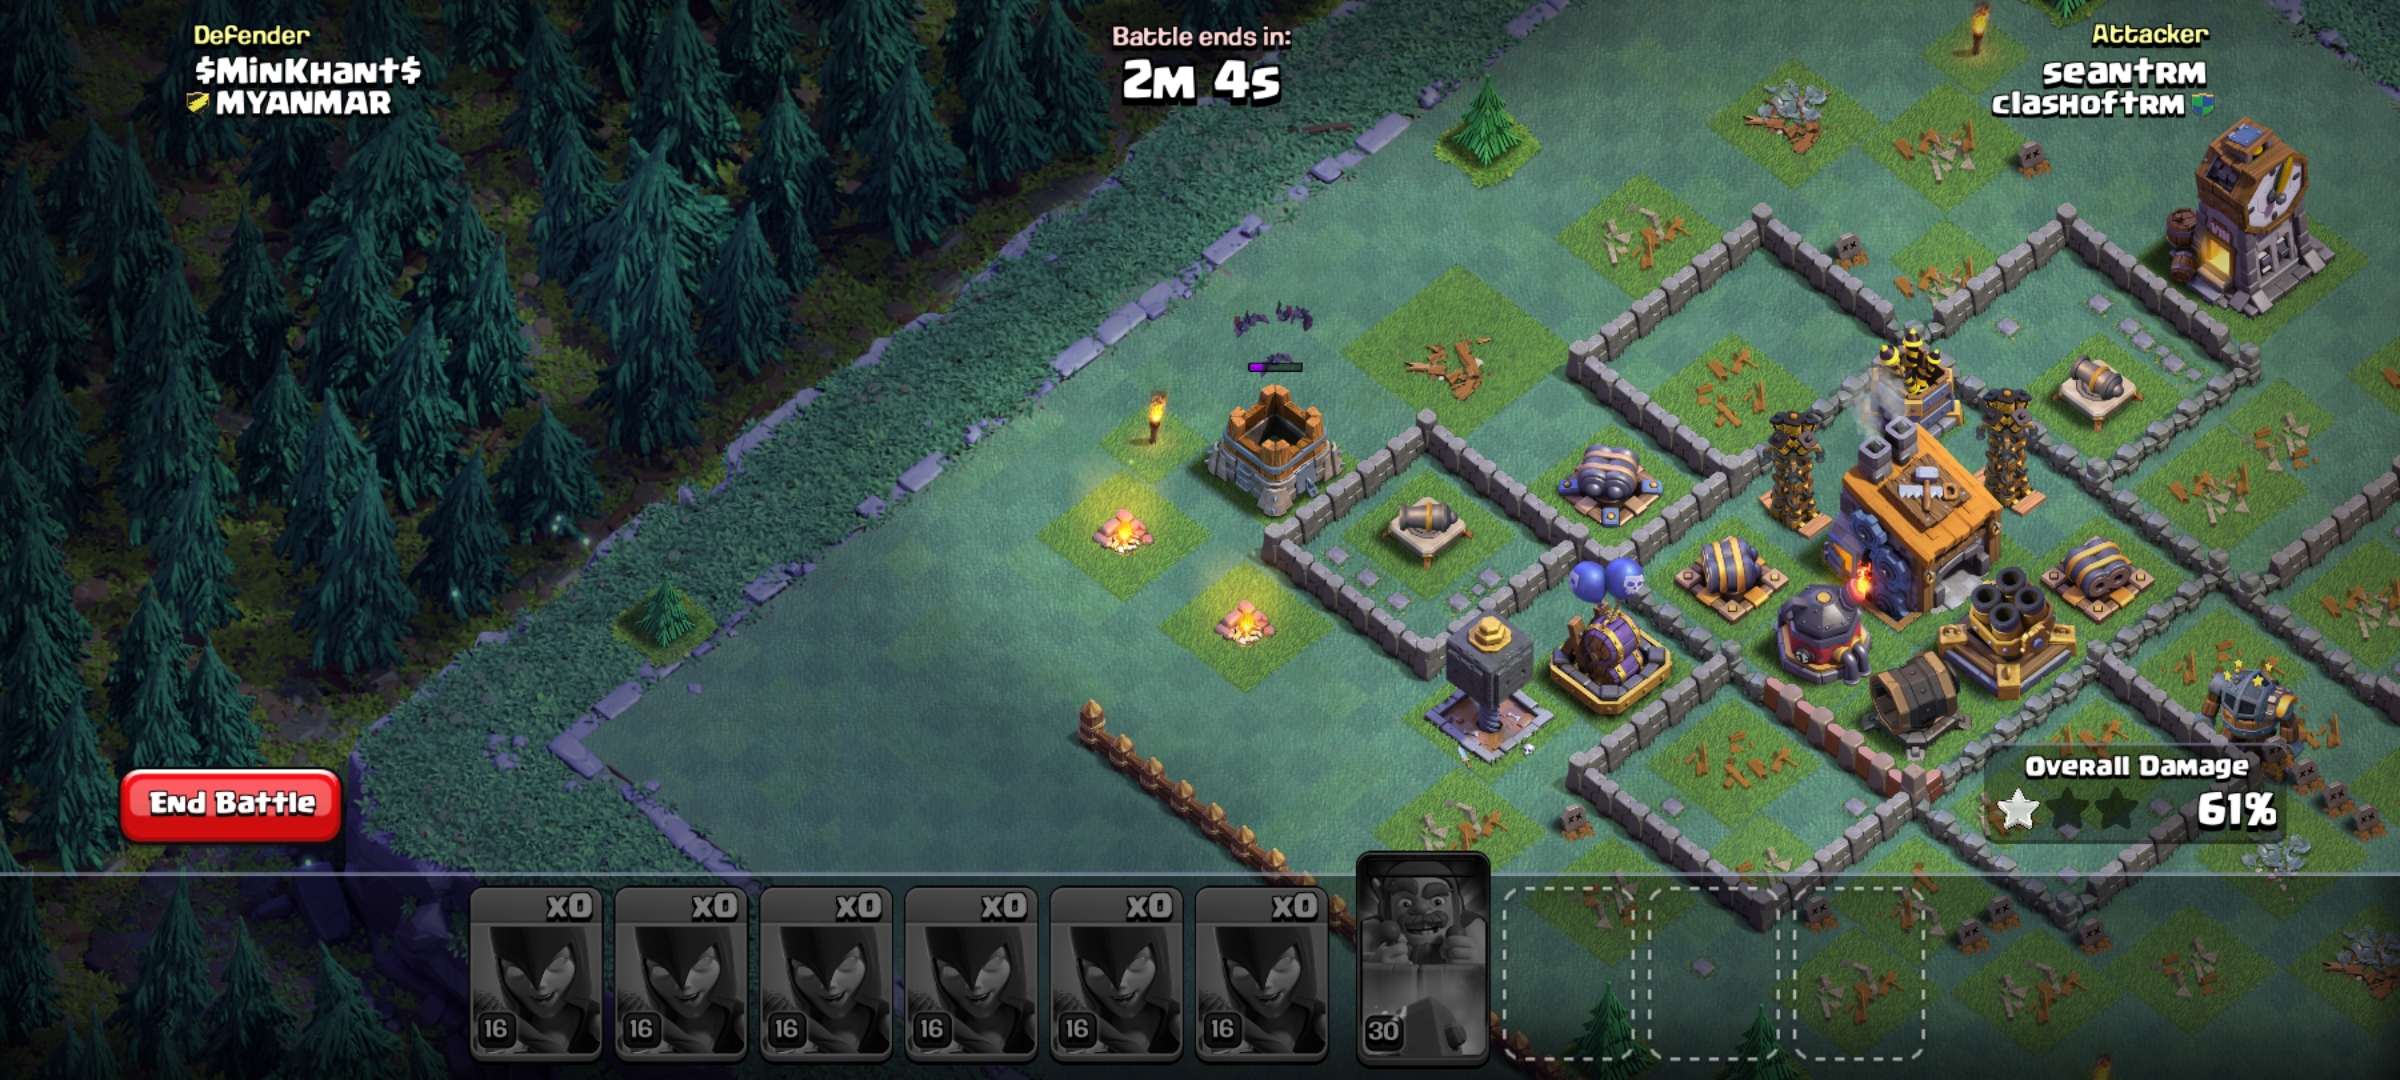 Defender
$MinKhant$
MYANMAR
Battle ends in:
2M 4S
Attacker
seantrm
clashoftrm
End Battle
Overall Damage
61%
x0
x0
x0
x0
x0
x0
16
16
16
16
16
16
30